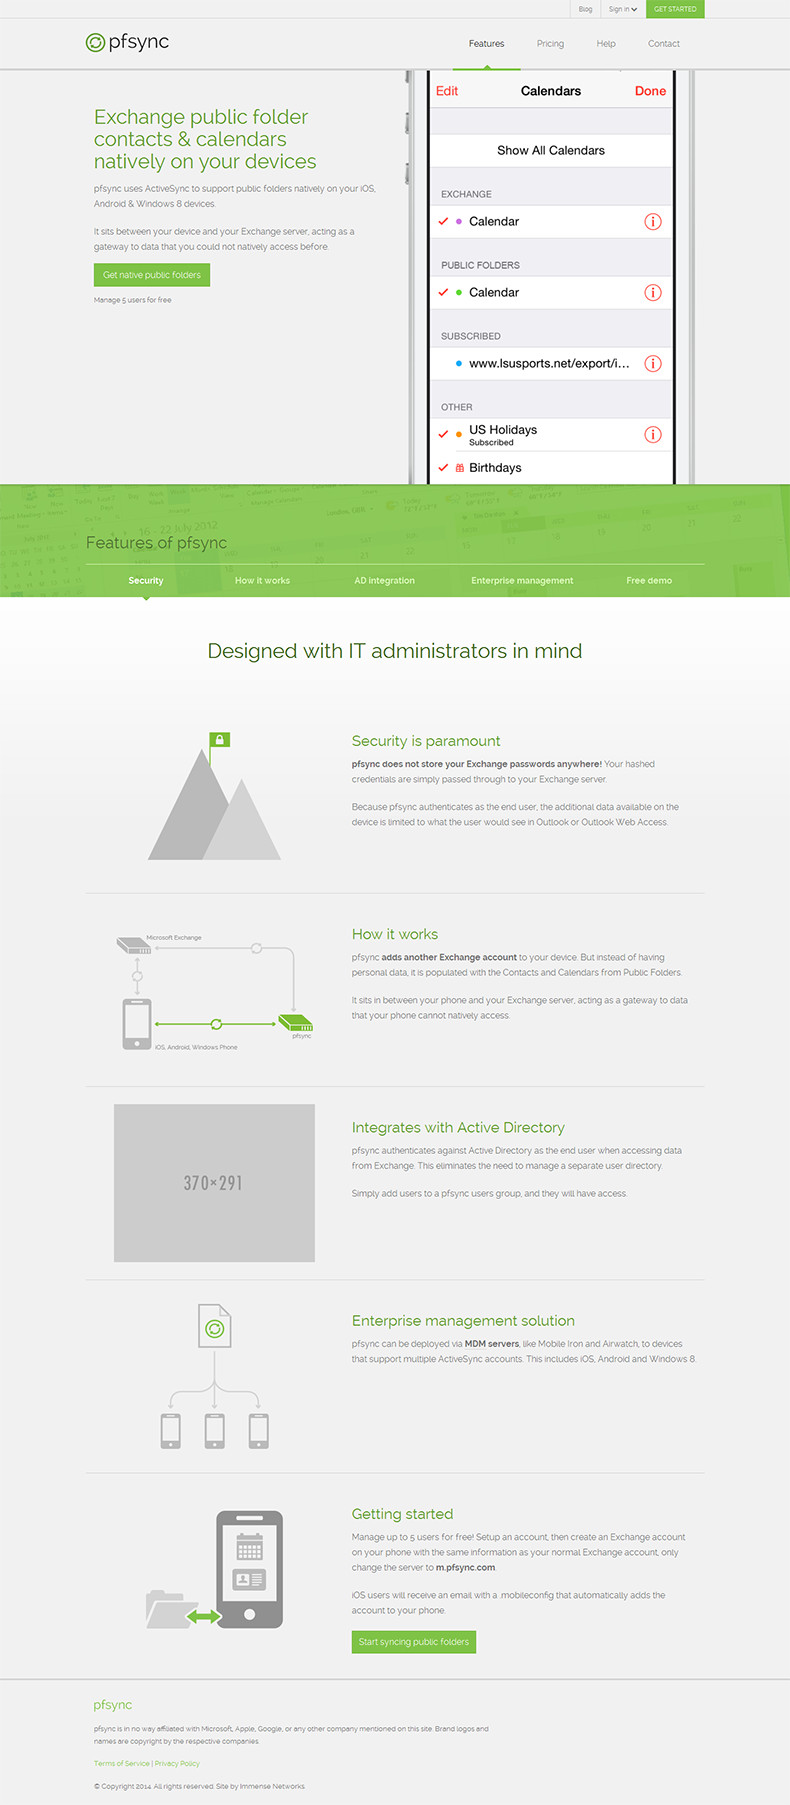 Blog Sign in GET STARTED
pfsync Features Pricing Help Contact
Exchange public folder
contacts & calendars
natively on your devices
pfsync uses ActiveSync to support public folders natively on your iOS,
Android & Windows 8 devices.
It sits between your device and your Exchange server, acting as a
gateway to data that you could not natively access before.
Get native public folders
Manage 5 users for free
Edit Calendars Done
Show All Calendars
EXCHANGE
Calendar
PUBLIC FOLDERS
Calendar
SUBSCRIBED
www.lsusports.net/export/i...
OTHER
US Holidays
Subscribed
Birthdays
16 - 22 July 2012
Features of pfsync
Security How it works AD integration Enterprise management Free demo
Designed with IT administrators in mind
Security is paramount
pfsync does not store your Exchange passwords anywhere! Your hashed
credentials are simply passed through to your Exchange server.
Because pfsync authenticates as the end user, the additional data available on the
device is limited to what the user would see in Outlook or Outlook Web Access.
Microsoft Exchange
iOS, Android, Windows Phone
pfsync
How it works
pfsync adds another Exchange account to your device. But instead of having
personal data, it is populated with the Contacts and Calendars from Public Folders.
It sits in between your phone and your Exchange server, acting as a gateway to data
that your phone cannot natively access.
370×291
Integrates with Active Directory
pfsync authenticates against Active Directory as the end user when accessing data
from Exchange. This eliminates the need to manage a separate user directory.
Simply add users to a pfsync users group, and they will have access.
Enterprise management solution
pfsync can be deployed via MDM servers, like Mobile Iron and Airwatch, to devices
that support multiple ActiveSync accounts. This includes iOS, Android and Windows 8.
Getting started
Manage up to 5 users for free! Setup an account, then create an Exchange account
on your phone with the same information as your normal Exchange account, only
change the server to m.pfsync.com.
iOS users will receive an email with a .mobileconfig that automatically adds the
account to your phone.
Start syncing public folders
pfsync
pfsync is in no way affiliated with Microsoft, Apple, Google, or any other company mentioned on this site. Brand logos and
names are copyright by the respective companies.
Terms of Service | Privacy Policy
© Copyright 2014. All rights reserved. Site by Immense Networks.